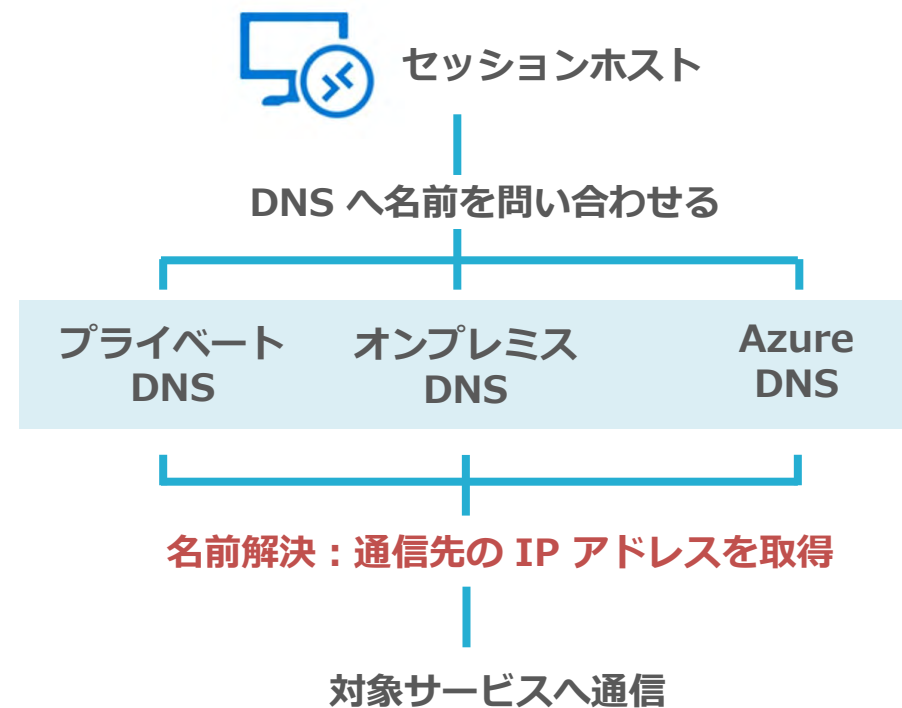 セッションホスト
DNS へ名前を問い合わせる
プライベート
DNS
オンプレミス
DNS
Azure
DNS
名前解決：通信先の IP アドレスを取得
対象サービスへ通信